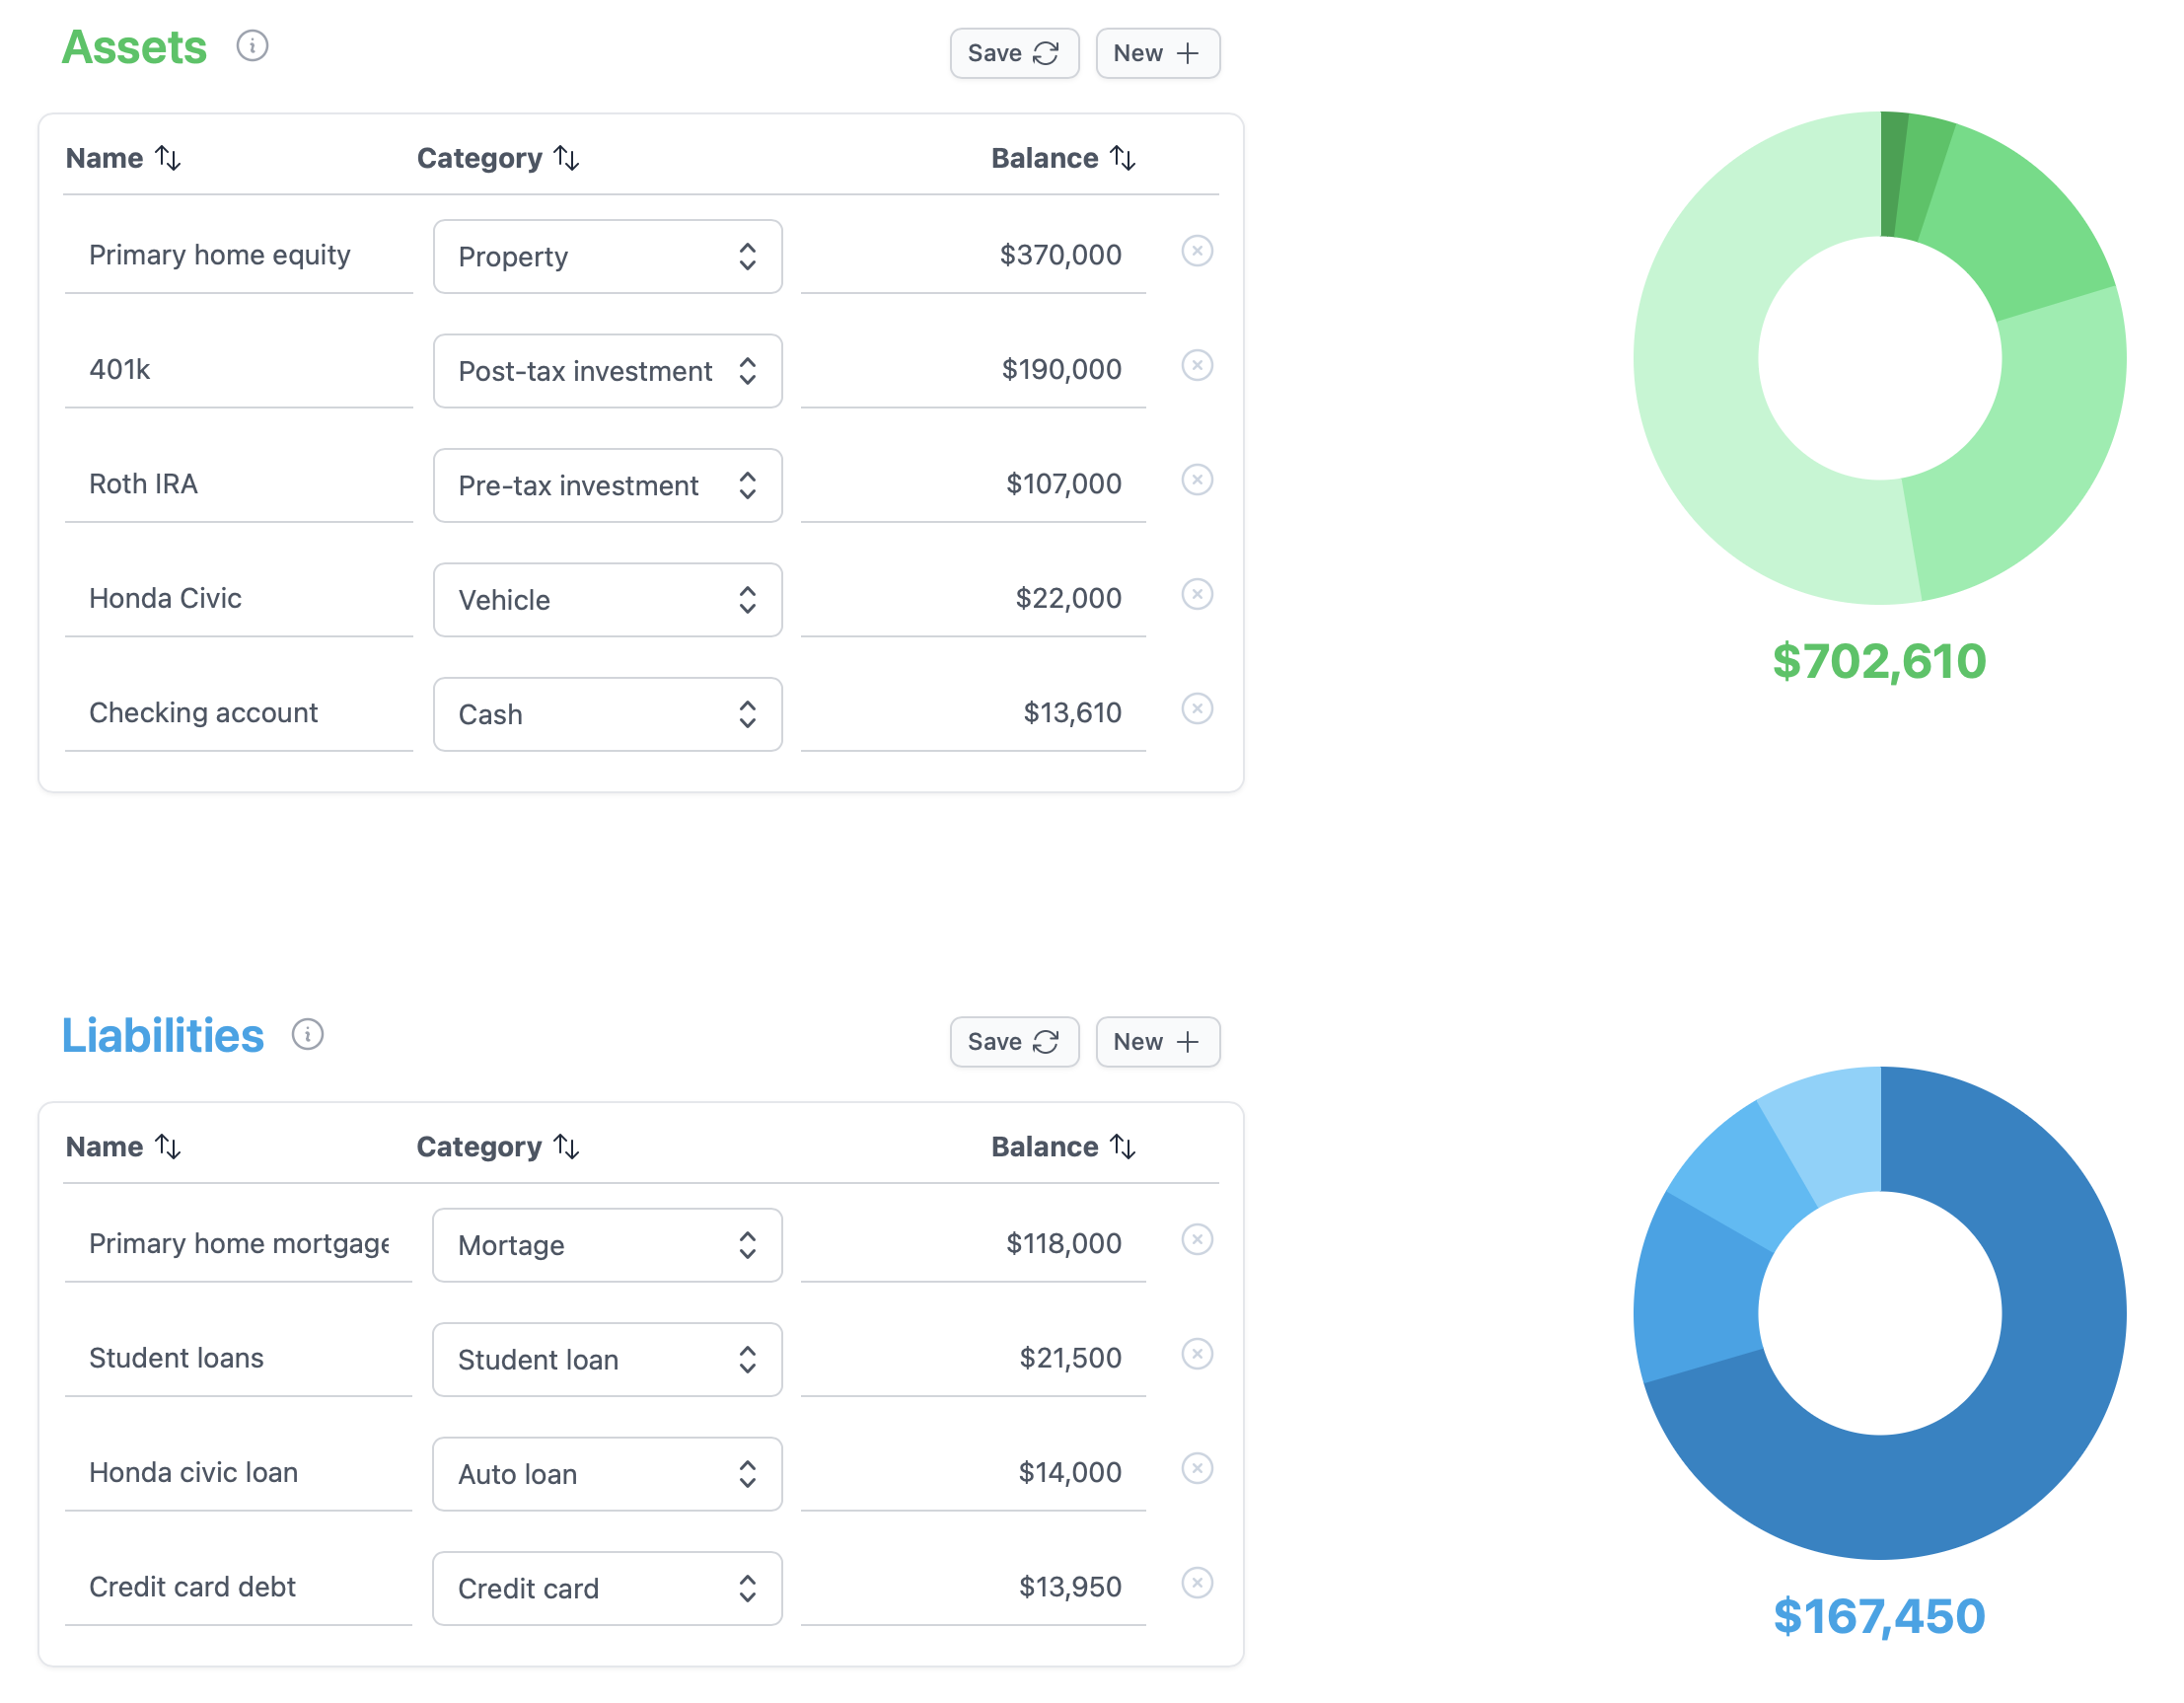 Assets
Save New
Name Category Balance
Primary home equity Property $370,000
401k Post-tax investment $190,000
Roth IRA Pre-tax investment $107,000
Honda Civic Vehicle $22,000
Checking account Cash $13,610
$702,610
Liabilities
Save New
Name Category Balance
Primary home mortgage Mortage $118,000
Student loans Student loan $21,500
Honda civic loan Auto loan $14,000
Credit card debt Credit card $13,950
$167,450